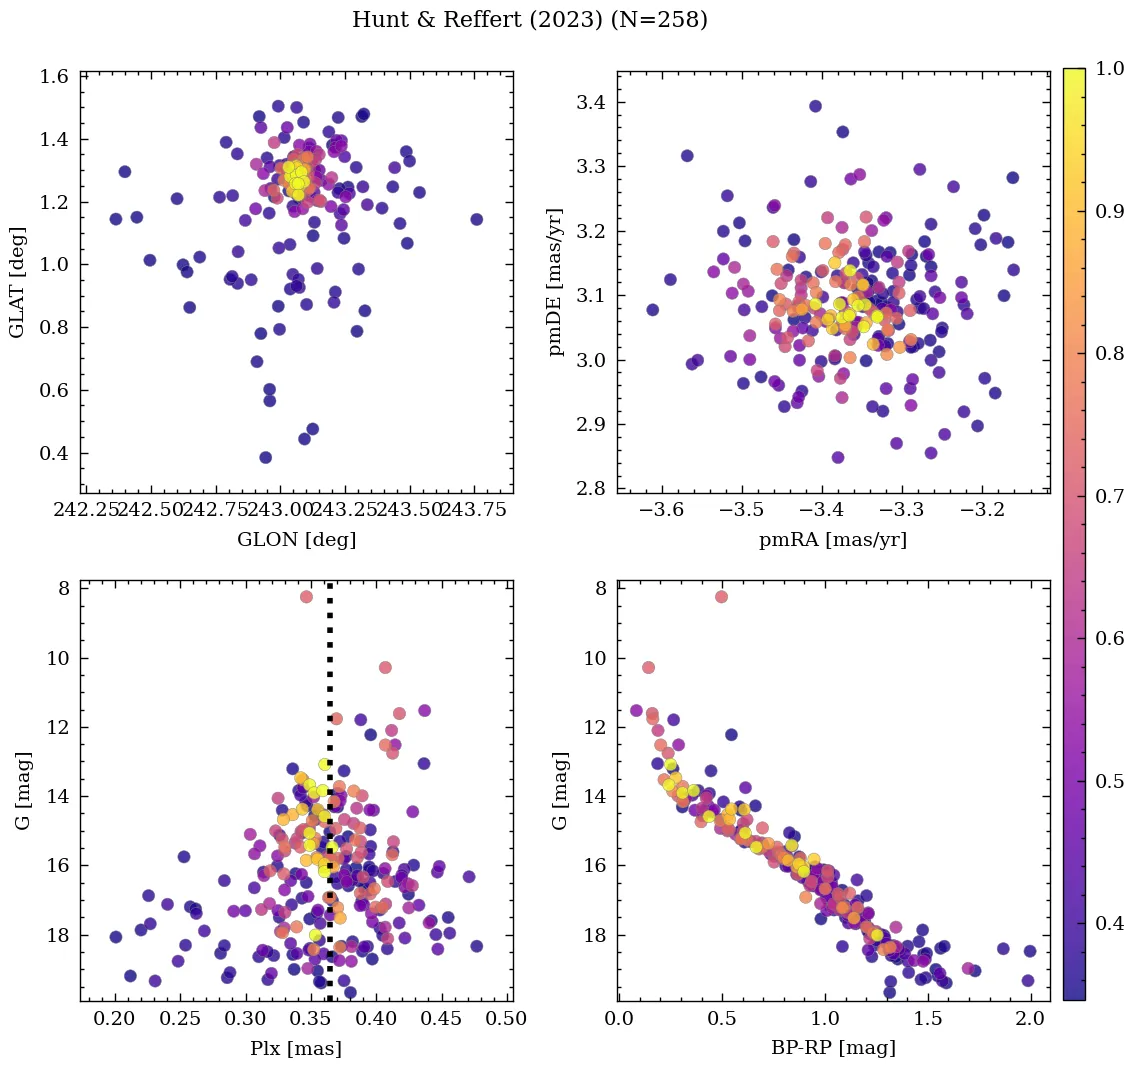 Hunt & Reffert (2023) (N=258)
1.6
1.4
1.2
1.0
0.8
0.6
0.4
GLAT [deg]
242.25 242.50 242.75 243.00 243.25 243.50 243.75
GLON [deg]
3.4
3.3
3.2
3.1
3.0
2.9
2.8
pmDE [mas/yr]
−3.6 −3.5 −3.4 −3.3 −3.2
pmRA [mas/yr]
1.0
0.9
0.8
0.7
0.6
0.5
0.4
8
10
12
14
16
18
G [mag]
0.20 0.25 0.30 0.35 0.40 0.45 0.50
Plx [mas]
8
10
12
14
16
18
G [mag]
0.0 0.5 1.0 1.5 2.0
BP-RP [mag]